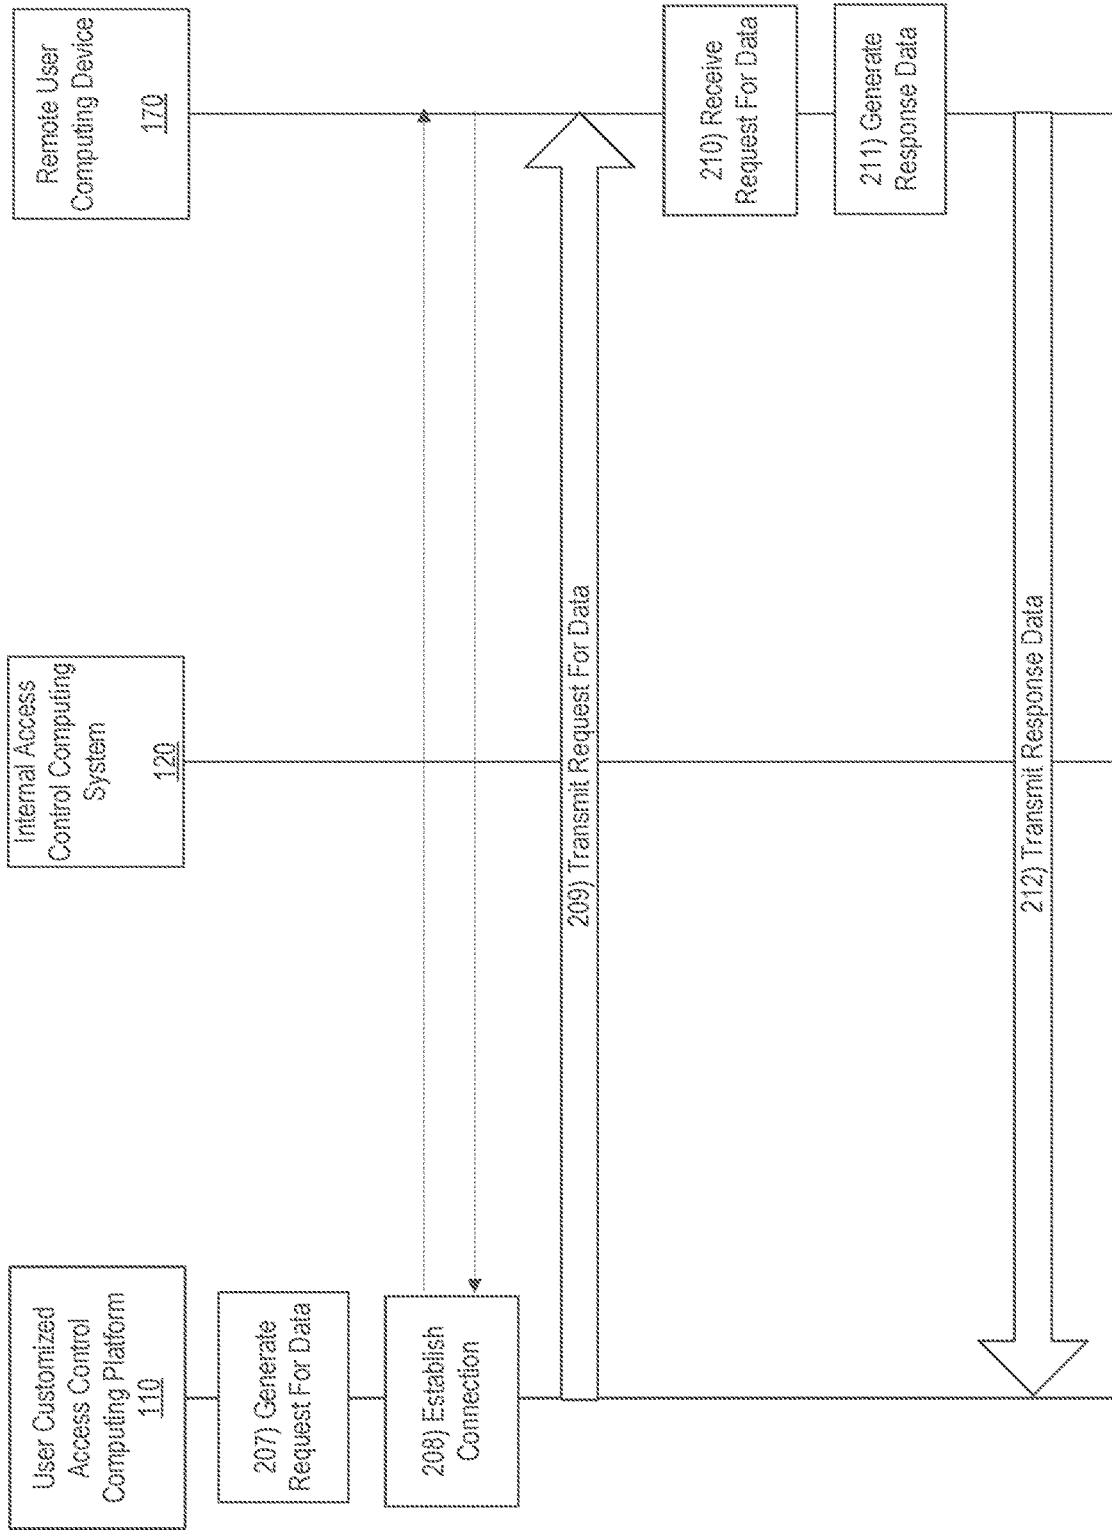 User Customized
Access Control
Computing Platform
110
Internal Access
Control Computing
System
120
Remote User
Computing Device
170
207) Generate
Request For Data
208) Establish
Connection
209) Transmit Request For Data
210) Receive
Request For Data
211) Generate
Response Data
212) Transmit Response Data